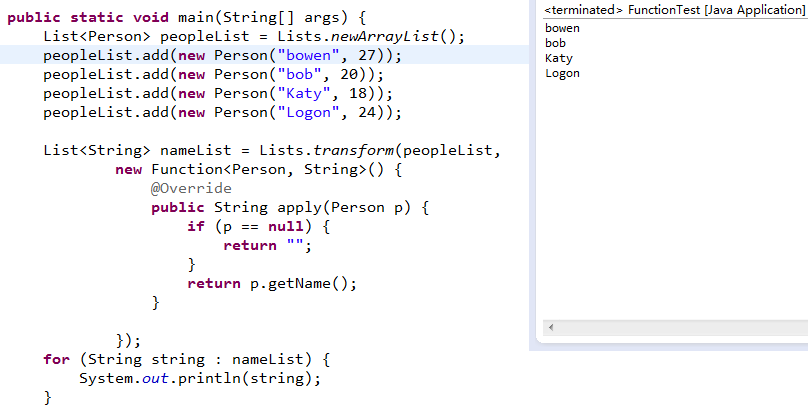 public static void main(String[] args) {
    List<Person> peopleList = Lists.newArrayList();
    peopleList.add(new Person("bowen", 27));
    peopleList.add(new Person("bob", 20));
    peopleList.add(new Person("Katy", 18));
    peopleList.add(new Person("Logon", 24));

    List<String> nameList = Lists.transform(peopleList,
            new Function<Person, String>() {
                @Override
                public String apply(Person p) {
                    if (p == null) {
                        return "";
                    }
                    return p.getName();
                }

            });
    for (String string : nameList) {
        System.out.println(string);
    }
<terminated> FunctionTest [Java Application]
bowen
bob
Katy
Logon